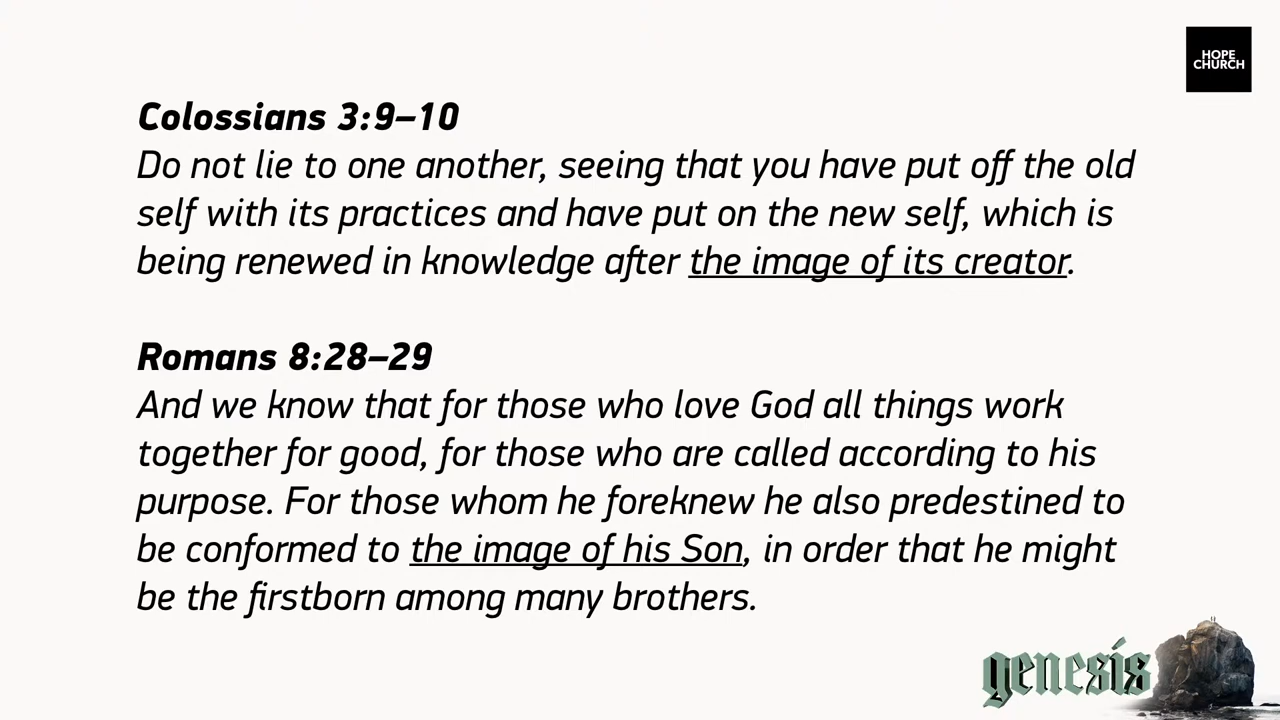 HOPE
CHURCH
Colossians 3:9–10
Do not lie to one another, seeing that you have put off the old
self with its practices and have put on the new self, which is
being renewed in knowledge after the image of its creator.
Romans 8:28–29
And we know that for those who love God all things work
together for good, for those who are called according to his
purpose. For those whom he foreknew he also predestined to
be conformed to the image of his Son, in order that he might
be the firstborn among many brothers.
genesis